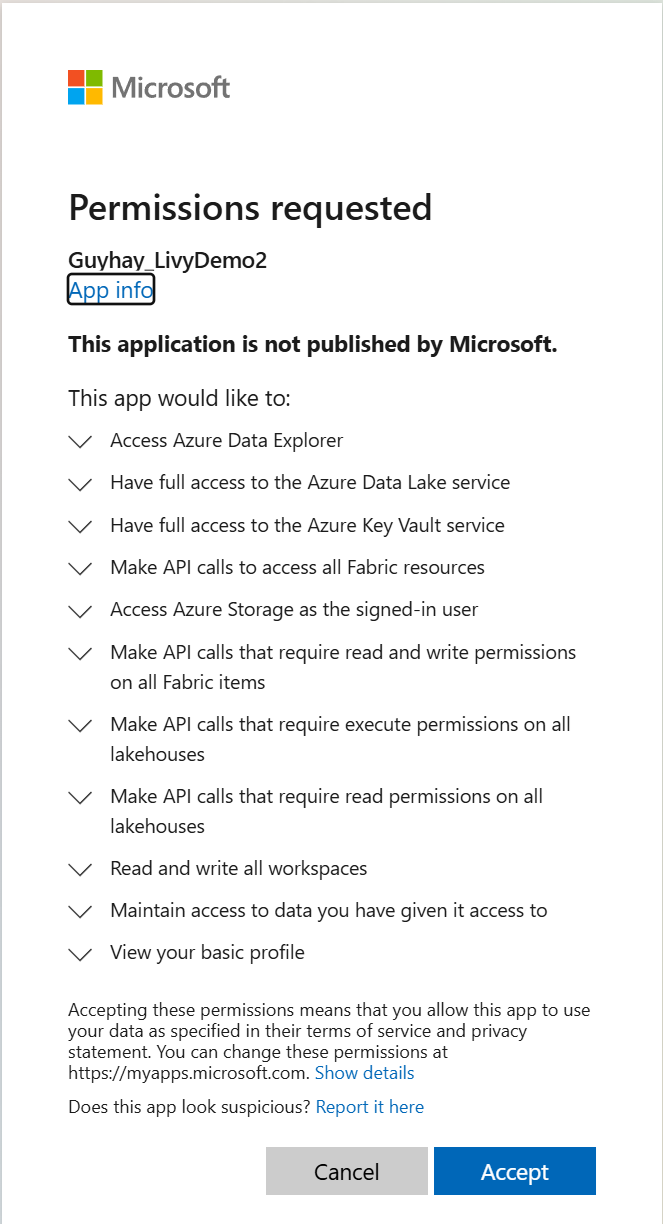 Microsoft
Permissions requested
Guyhay_LivyDemo2
App info
This application is not published by Microsoft.
This app would like to:
Access Azure Data Explorer
Have full access to the Azure Data Lake service
Have full access to the Azure Key Vault service
Make API calls to access all Fabric resources
Access Azure Storage as the signed-in user
Make API calls that require read and write permissions
on all Fabric items
Make API calls that require execute permissions on all
lakehouses
Make API calls that require read permissions on all
lakehouses
Read and write all workspaces
Maintain access to data you have given it access to
View your basic profile
Accepting these permissions means that you allow this app to use
your data as specified in their terms of service and privacy
statement. You can change these permissions at
https://myapps.microsoft.com. Show details
Does this app look suspicious? Report it here
Cancel Accept